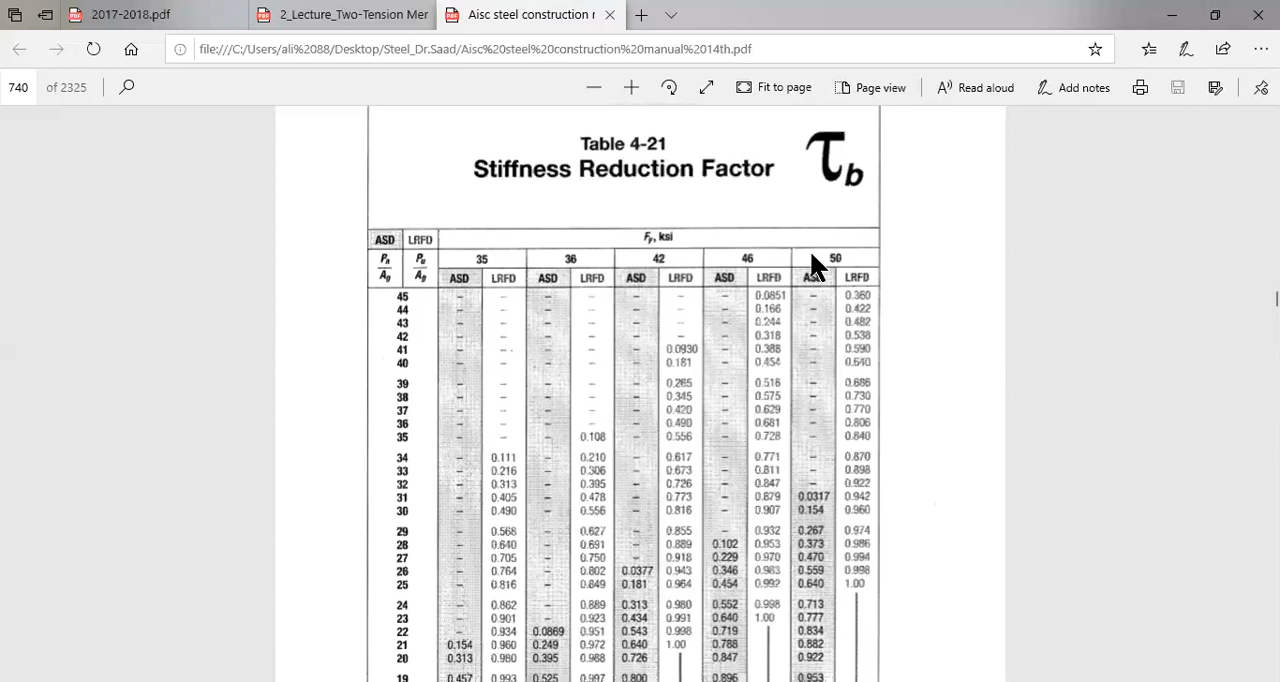 2017-2018.pdf
2_Lecture_Two-Tension Mer
Aisc steel construction r
file:///C:/Users/ali%2088/Desktop/Steel_Dr.Saad/Aisc%20steel%20construction%20manual%2014th.pdf
740 of 2325
Fit to page
Page view
Read aloud
Add notes
Table 4-21
Stiffness Reduction Factor
τb
ASD LRFD Fy, ksi
Pa/Ag Pu/Ag 35 36 42 46 50
ASD LRFD ASD LRFD ASD LRFD ASD LRFD LRFD
45 – – – – – – – 0.0851 – 0.360
44 – – – – – – – 0.166 – 0.422
43 – – – – – – – 0.244 – 0.482
42 – – – – – – – 0.318 – 0.538
41 – – – – – 0.0930 – 0.388 – 0.590
40 – – – – – 0.181 – 0.454 – 0.640
39 – – – – – 0.265 – 0.516 – 0.686
38 – – – – – 0.345 – 0.575 – 0.730
37 – – – – – 0.420 – 0.629 – 0.770
36 – – – – – 0.490 – 0.681 – 0.806
35 – – – 0.108 – 0.556 – 0.728 – 0.840
34 – 0.111 – 0.210 – 0.617 – 0.771 – 0.870
33 – 0.216 – 0.306 – 0.673 – 0.811 – 0.898
32 – 0.313 – 0.395 – 0.726 – 0.847 – 0.922
31 – 0.405 – 0.478 – 0.773 – 0.879 0.0317 0.942
30 – 0.490 – 0.556 – 0.816 – 0.907 0.154 0.960
29 – 0.568 – 0.627 – 0.855 – 0.932 0.267 0.974
28 – 0.640 – 0.691 – 0.889 0.102 0.953 0.373 0.986
27 – 0.705 – 0.750 – 0.918 0.229 0.970 0.470 0.994
26 – 0.764 – 0.802 0.0377 0.943 0.346 0.983 0.559 0.998
25 – 0.816 – 0.849 0.181 0.964 0.454 0.992 0.640 1.00
24 – 0.862 – 0.889 0.313 0.980 0.552 0.998 0.713
23 – 0.901 – 0.923 0.434 0.991 0.640 1.00 0.777
22 – 0.934 0.0869 0.951 0.543 0.998 0.719 0.834
21 0.154 0.960 0.249 0.972 0.640 1.00 0.788 0.882
20 0.313 0.980 0.395 0.988 0.726 0.847 0.922
19 0.457 0.993 0.525 0.997 0.800 0.896 0.953